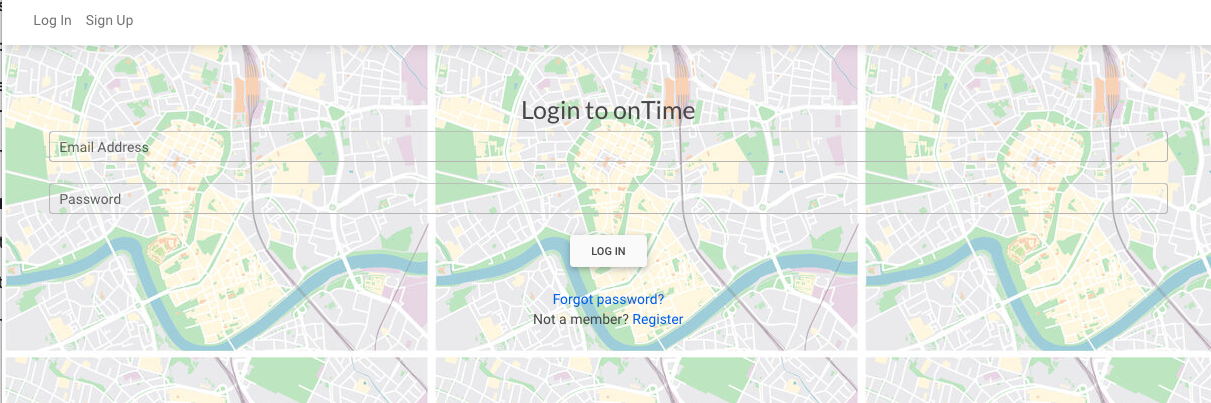 Log In Sign Up
Login to onTime
Email Address
Password
LOG IN
Forgot password?
Not a member? Register